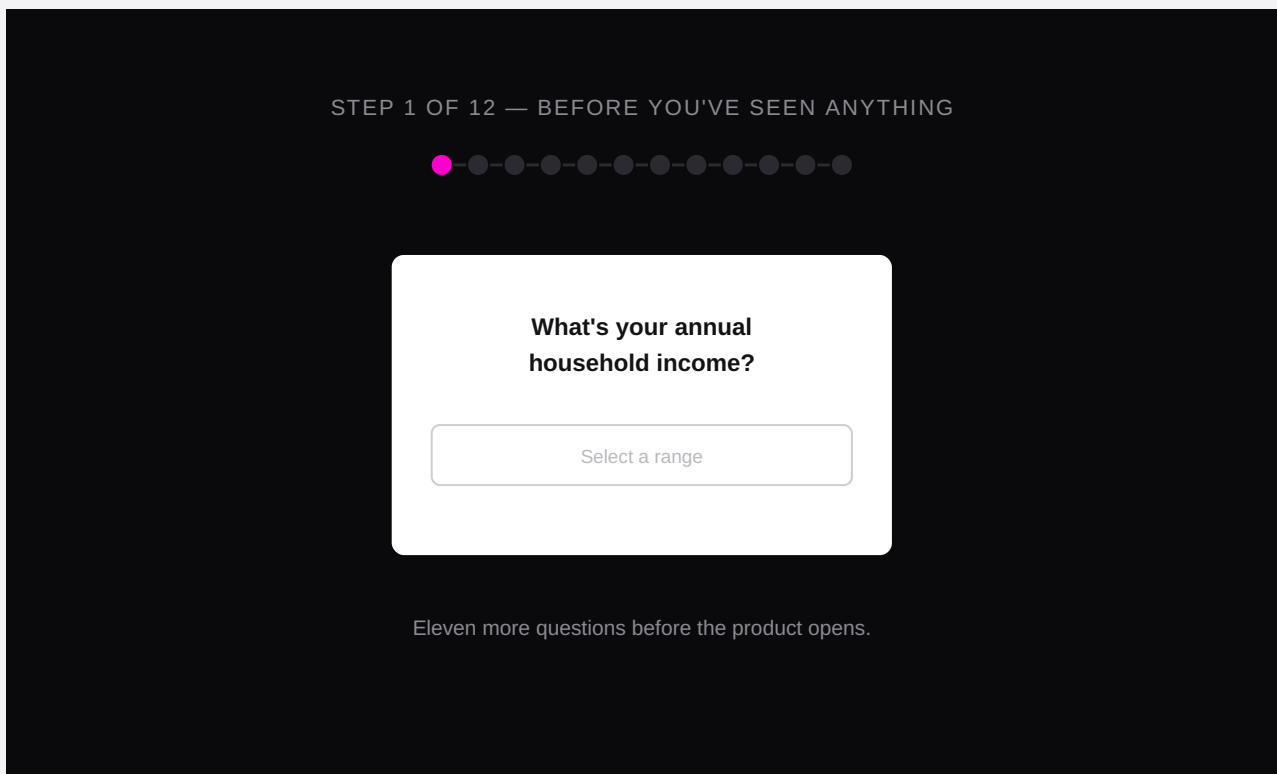 STEP 1 OF 12 — BEFORE YOU'VE SEEN ANYTHING
What's your annual
household income?
Select a range
Eleven more questions before the product opens.